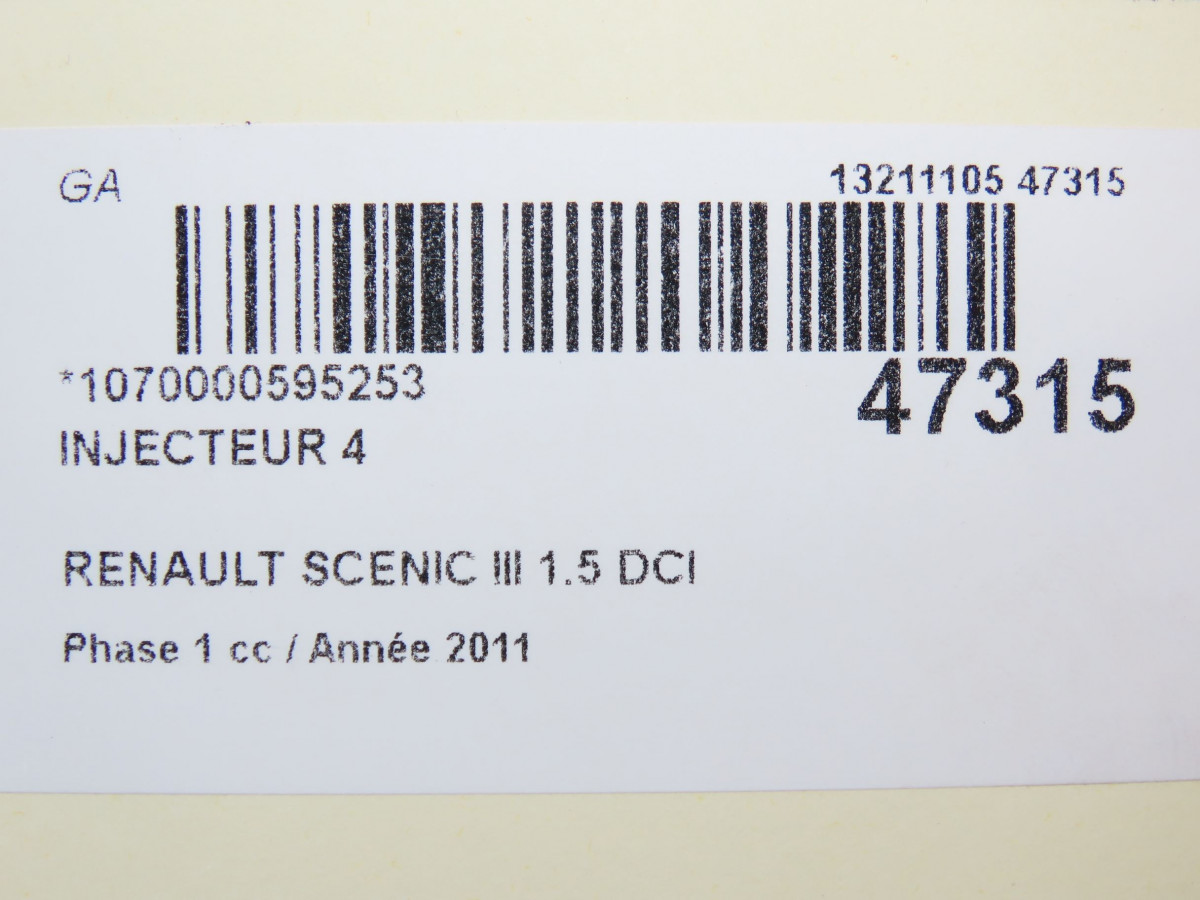 GA 13211105 47315
*1070000595253 47315
INJECTEUR 4
RENAULT SCENIC III 1.5 DCI
Phase 1 cc / Année 2011